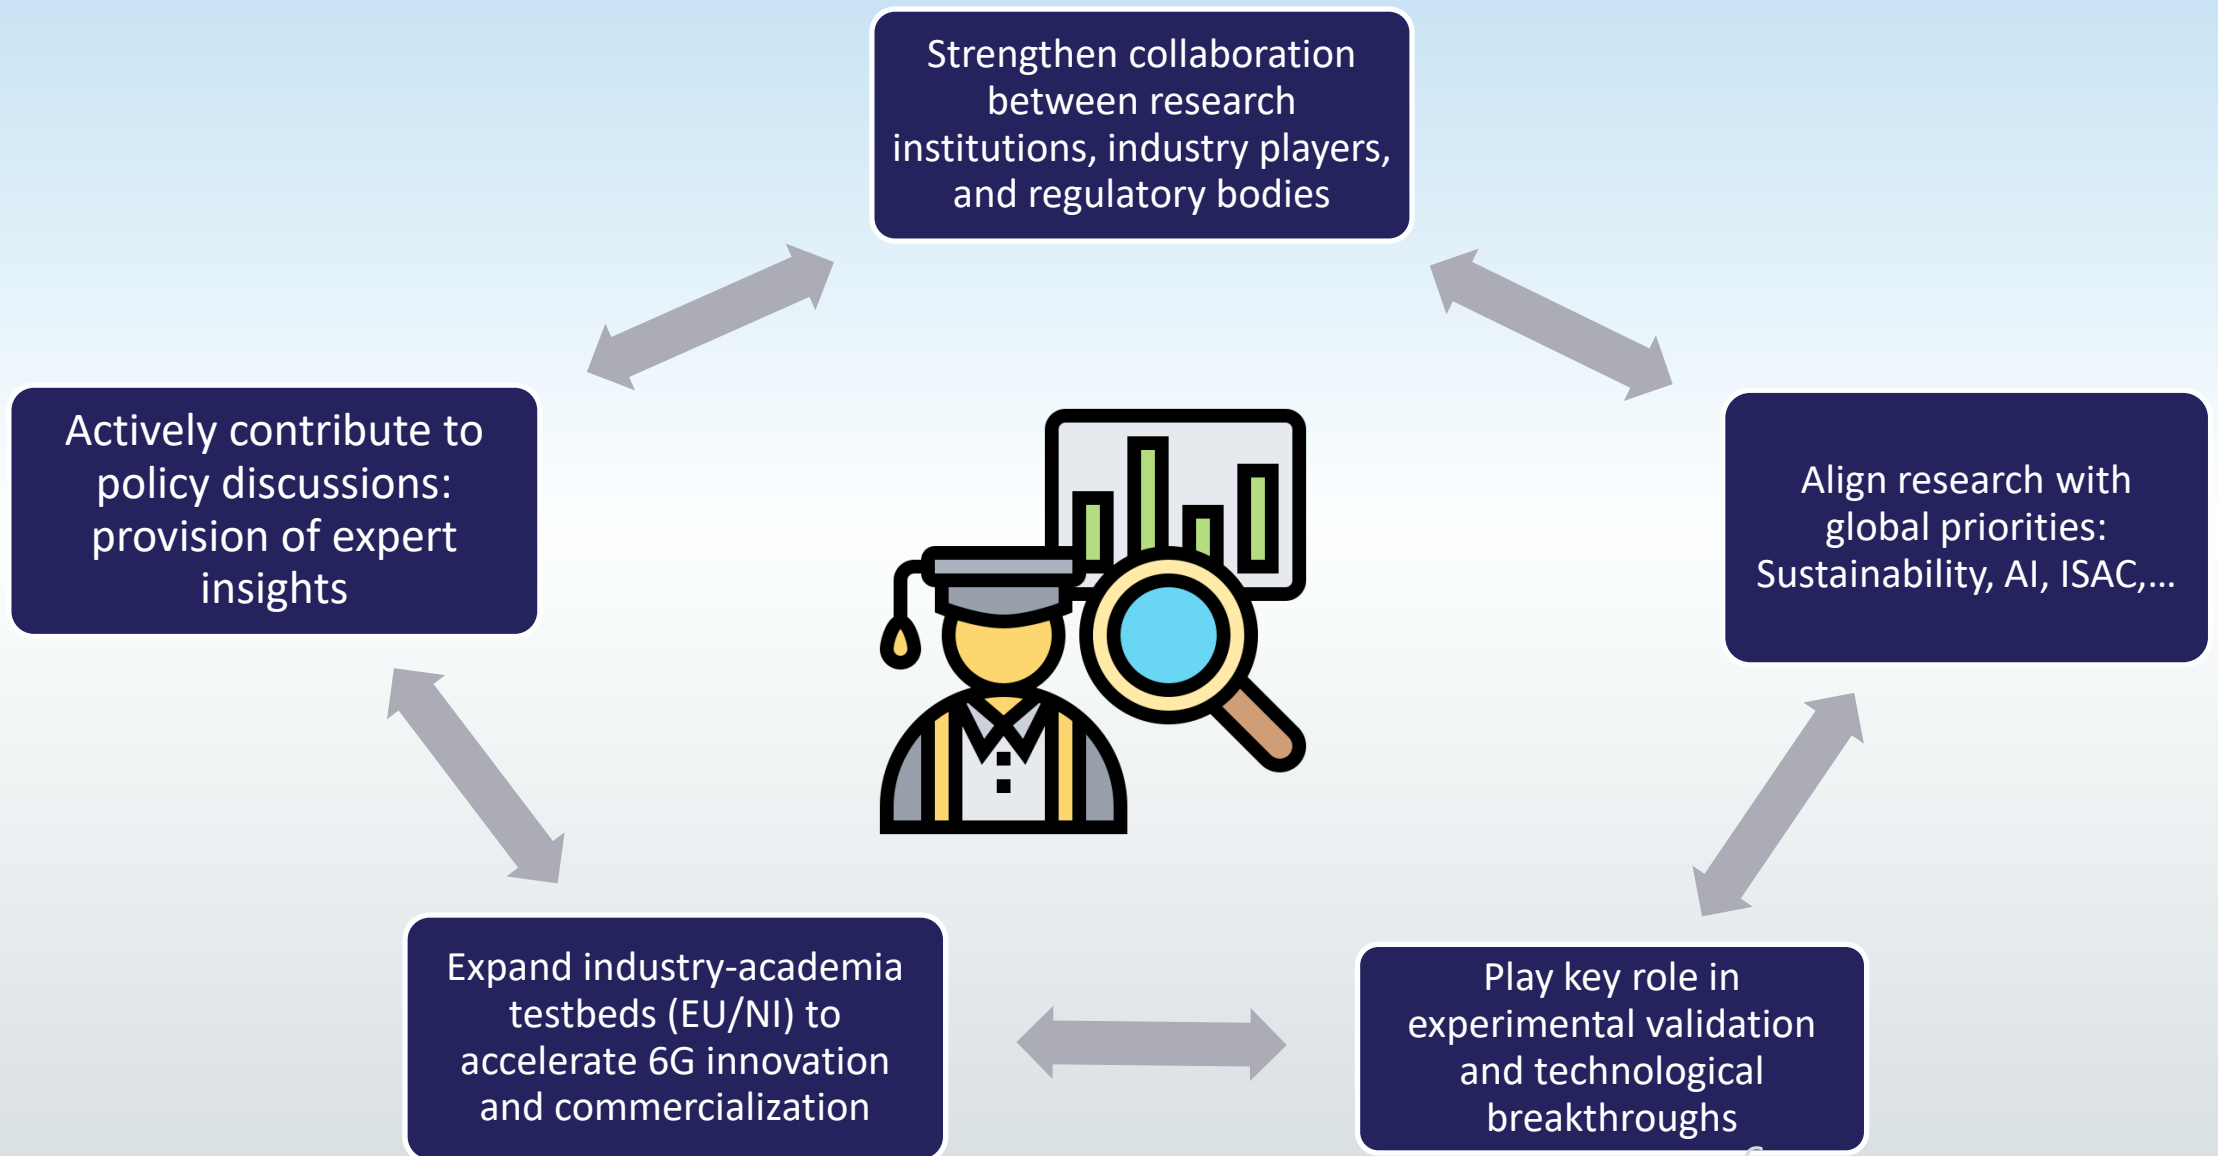 Strengthen collaboration
between research
institutions, industry players,
and regulatory bodies
Actively contribute to
policy discussions:
provision of expert
insights
Align research with
global priorities:
Sustainability, AI, ISAC,...
Expand industry-academia
testbeds (EU/NI) to
accelerate 6G innovation
and commercialization
Play key role in
experimental validation
and technological
breakthroughs